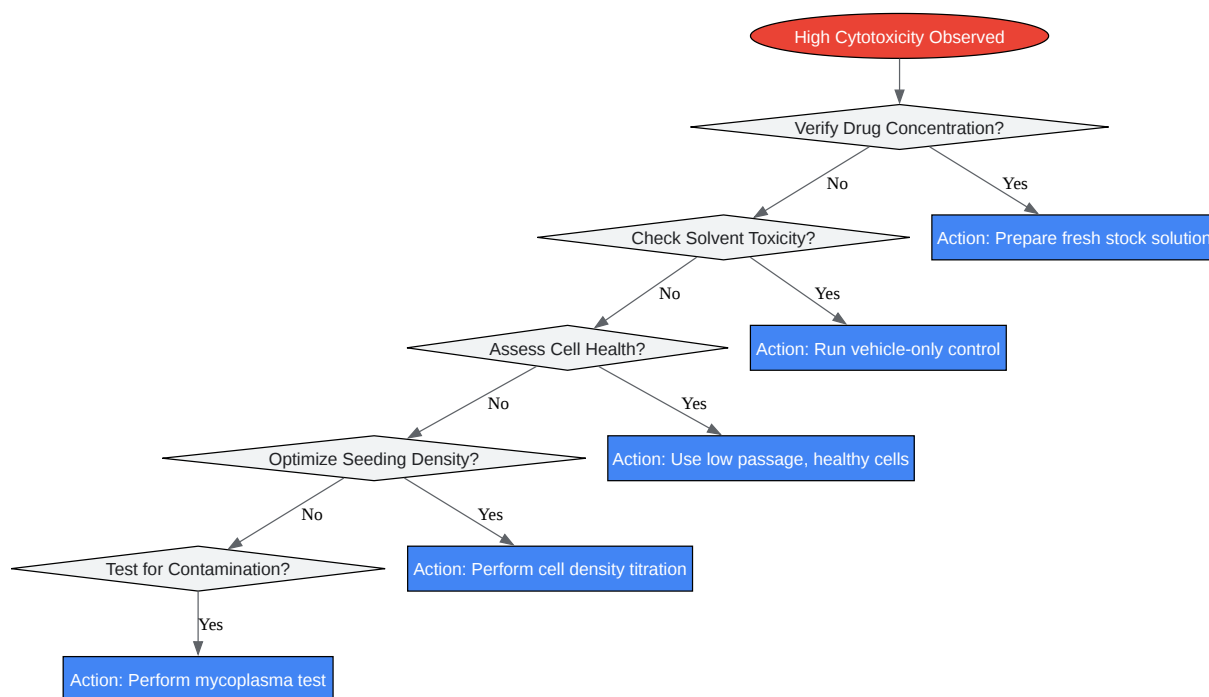 High Cytotoxicity Observed
Verify Drug Concentration?
No
Yes
Check Solvent Toxicity?
Action: Prepare fresh stock solution
No
Yes
Assess Cell Health?
Action: Run vehicle-only control
No
Yes
Optimize Seeding Density?
Action: Use low passage, healthy cells
No
Yes
Test for Contamination?
Action: Perform cell density titration
Yes
Action: Perform mycoplasma test